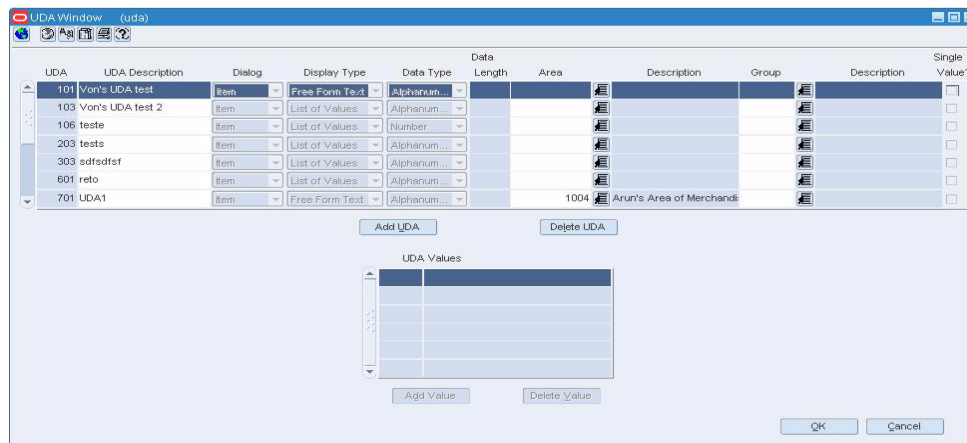 UDA Window (uda)
Data Single
UDA UDA Description Dialog Display Type Data Type Length Area Description Group Description Value?
101 Von's UDA test Item Free Form Text Alphanum...
103 Von's UDA test 2 Item List of Values Alphanum...
106 teste Item List of Values Number
203 tests Item List of Values Alphanum...
303 sdfsdfsf Item List of Values Alphanum...
601 reto Item List of Values Alphanum...
701 UDA1 Item Free Form Text Alphanum... 1004 Arun's Area of Merchandi
Add UDA Delete UDA
UDA Values
Add Value Delete Value
OK Cancel